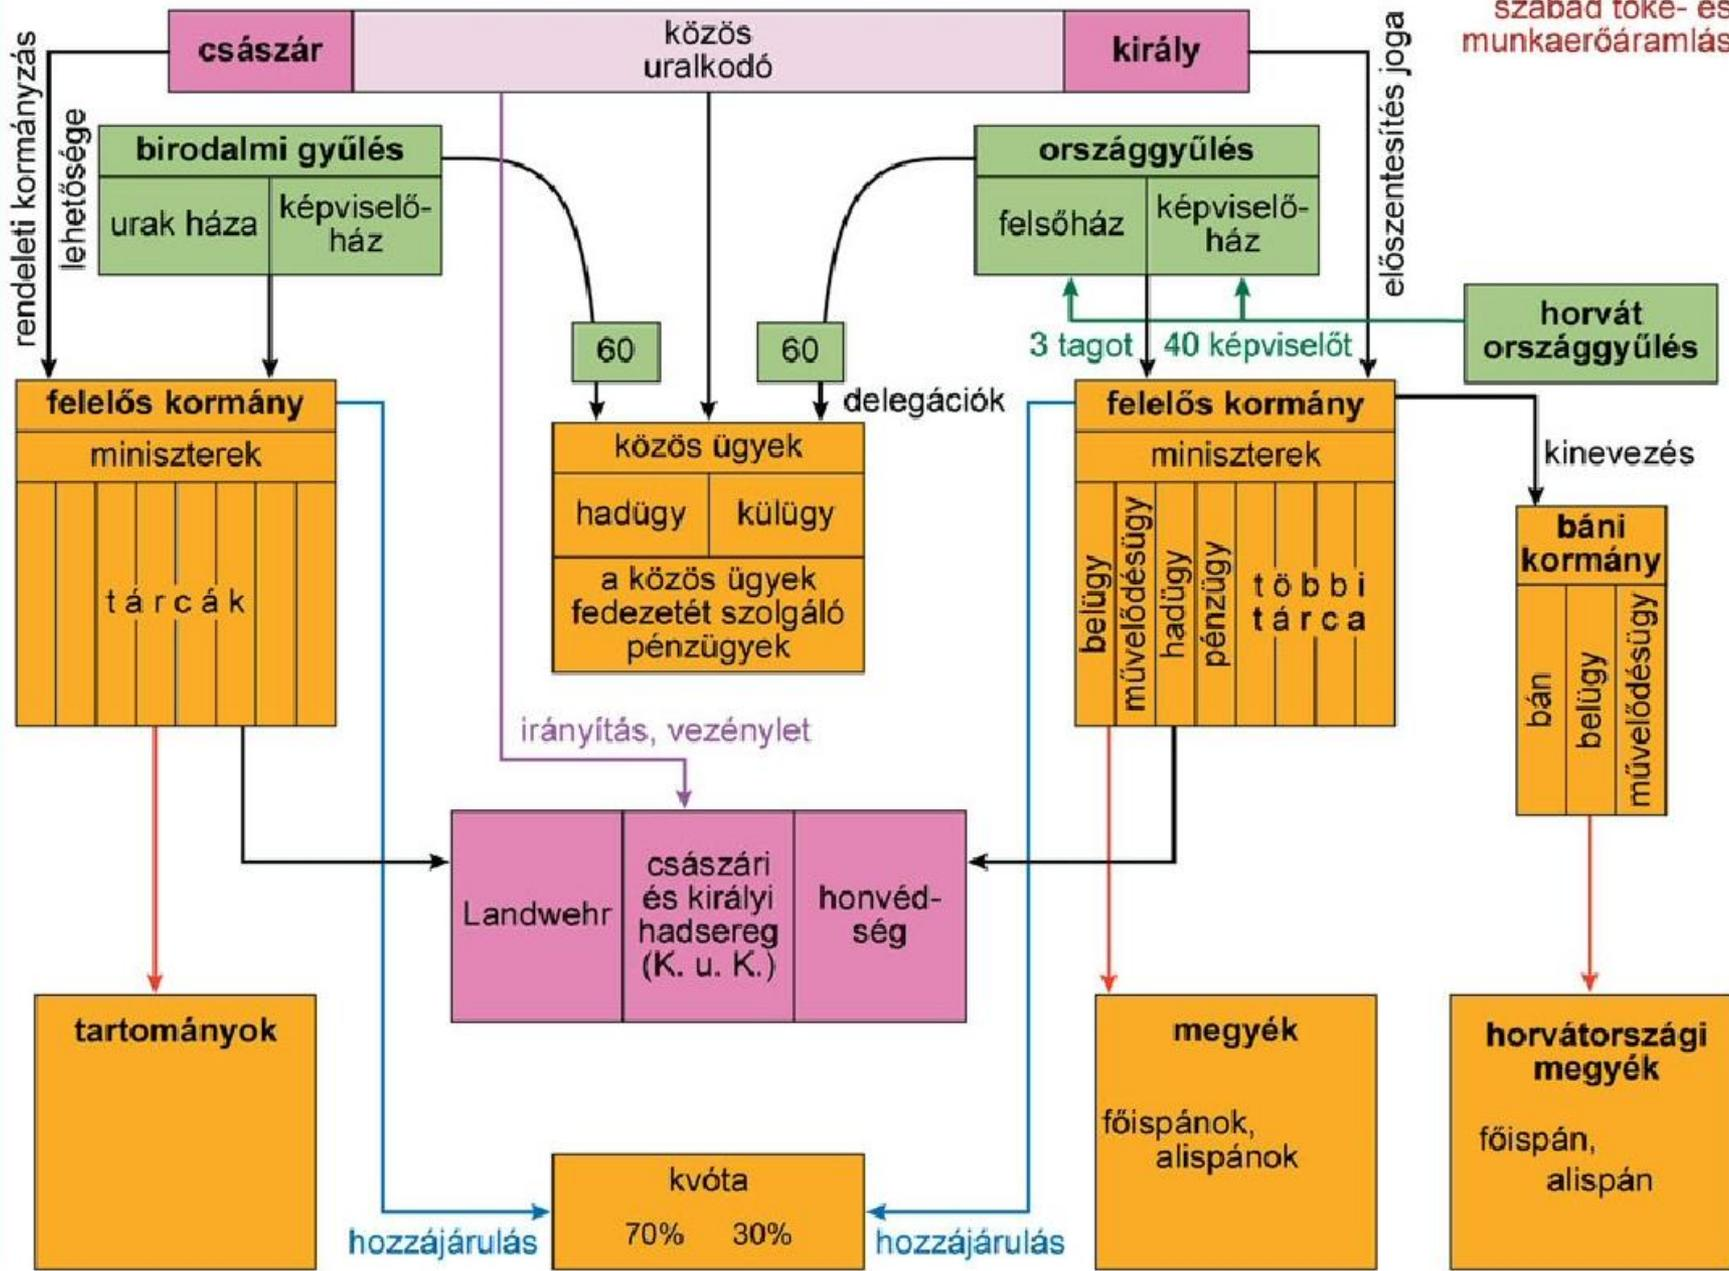 szabad tőke- és
munkaerőáramlás
császár
közös
uralkodó
király
rendeleti kormányzás
lehetősége
előszentesítés joga
birodalmi gyűlés
urak háza
képviselő-
ház
országgyűlés
felsőház
képviselő-
ház
horvát
országgyűlés
3 tagot
40 képviselőt
60
60
delegációk
felelős kormány
miniszterek
tárcák
közös ügyek
hadügy
külügy
a közös ügyek
fedezetét szolgáló
pénzügyek
felelős kormány
miniszterek
belügy
művelődésügy
hadügy
pénzügy
többi
tárca
kinevezés
báni
kormány
bán
belügy
művelődésügy
irányítás, vezénylet
Landwehr
császári
és királyi
hadsereg
(K. u. K.)
honvéd-
ség
tartományok
megyék
főispánok,
alispánok
horvátországi
megyék
főispán,
alispán
kvóta
70% 30%
hozzájárulás
hozzájárulás